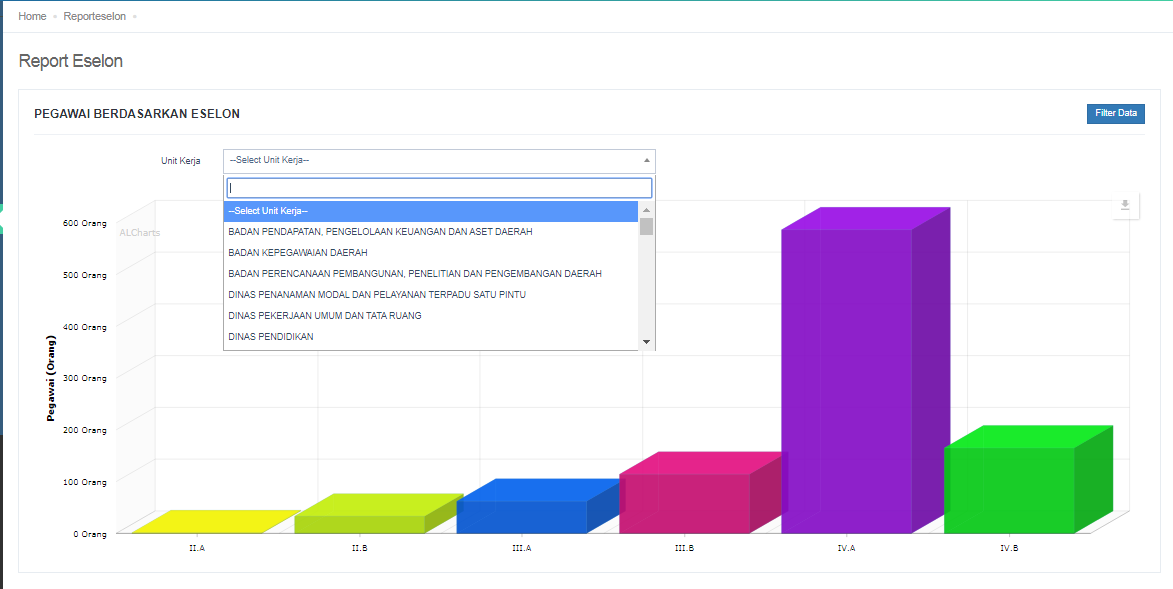 Home
Reporteselon
Report Eselon
PEGAWAI BERDASARKAN ESELON
Filter Data
Unit Kerja
--Select Unit Kerja--
--Select Unit Kerja--
BADAN PENDAPATAN, PENGELOLAAN KEUANGAN DAN ASET DAERAH
BADAN KEPEGAWAIAN DAERAH
BADAN PERENCANAAN PEMBANGUNAN, PENELITIAN DAN PENGEMBANGAN DAERAH
DINAS PENANAMAN MODAL DAN PELAYANAN TERPADU SATU PINTU
DINAS PEKERJAAN UMUM DAN TATA RUANG
DINAS PENDIDIKAN
ALCharts
Pegawai (Orang)
600 Orang
500 Orang
400 Orang
300 Orang
200 Orang
100 Orang
0 Orang
II.A
II.B
III.A
III.B
IV.A
IV.B